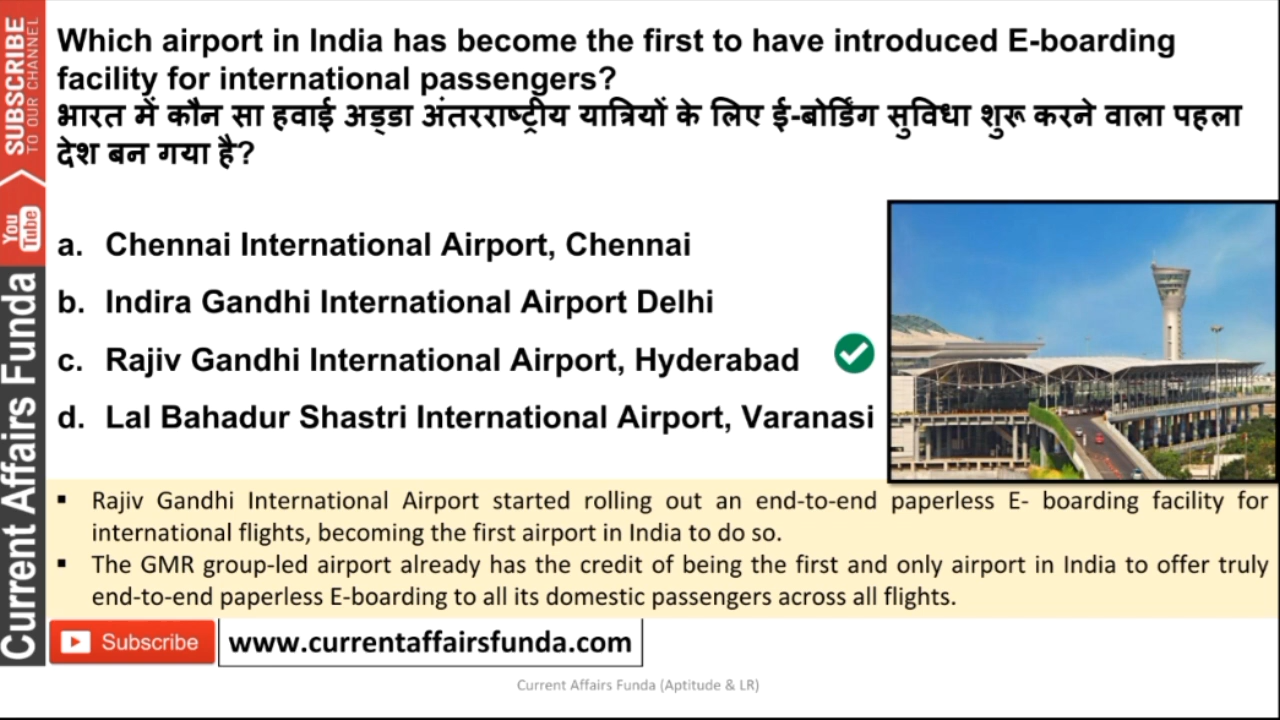 SUBSCRIBE
TO OUR CHANNEL
You
Tube
Current Affairs Funda
Which airport in India has become the first to have introduced E-boarding
facility for international passengers?
भारत में कौन सा हवाई अड्डा अंतरराष्ट्रीय यात्रियों के लिए ई-बोर्डिंग सुविधा शुरू करने वाला पहला
देश बन गया है?
a. Chennai International Airport, Chennai
b. Indira Gandhi International Airport Delhi
c. Rajiv Gandhi International Airport, Hyderabad
d. Lal Bahadur Shastri International Airport, Varanasi
▪ Rajiv Gandhi International Airport started rolling out an end-to-end paperless E- boarding facility for
international flights, becoming the first airport in India to do so.
▪ The GMR group-led airport already has the credit of being the first and only airport in India to offer truly
end-to-end paperless E-boarding to all its domestic passengers across all flights.
Subscribe
www.currentaffairsfunda.com
Current Affairs Funda (Aptitude & LR)